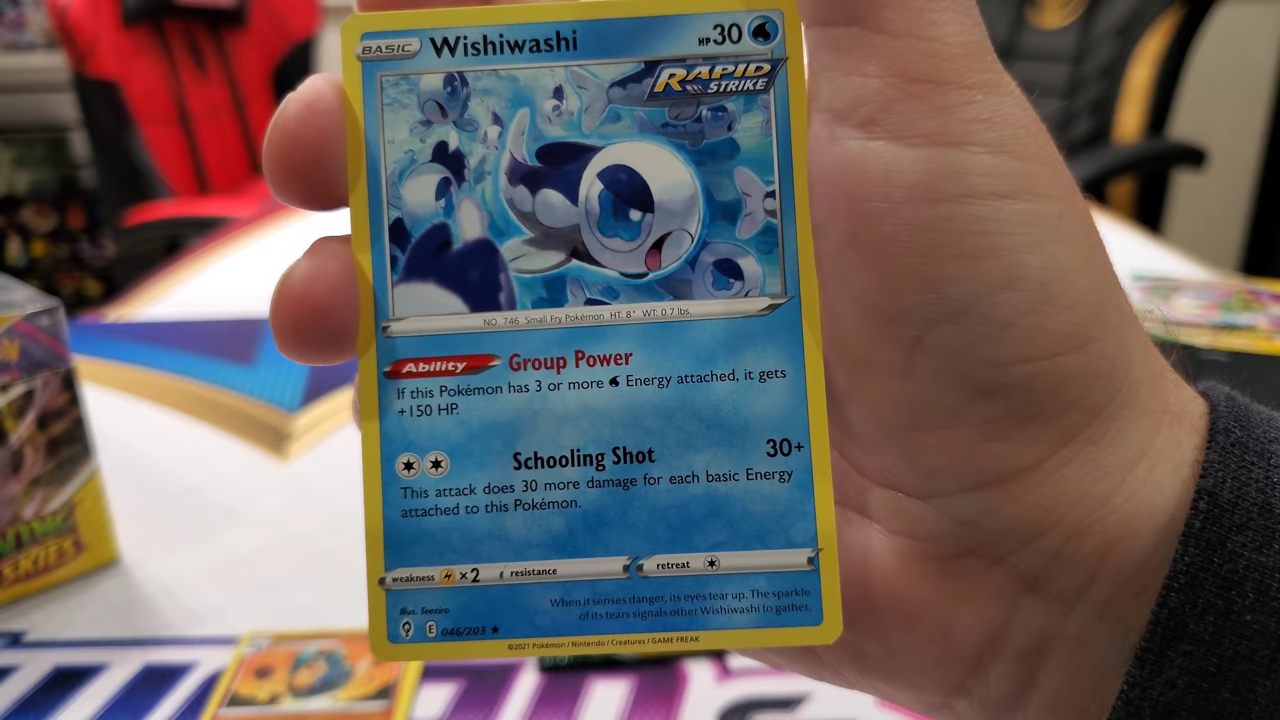 BASIC Wishiwashi HP 30
RAPID
STRIKE
NO. 746 Small Fry Pokémon HT: 8" WT: 0.7 lbs.
Ability Group Power
If this Pokémon has 3 or more Energy attached, it gets
+150 HP.
Schooling Shot 30+
This attack does 30 more damage for each basic Energy
attached to this Pokémon.
weakness ×2 resistance retreat
When it senses danger, its eyes tear up. The sparkle
of its tears signals other Wishiwashi to gather.
Illus. Teeziro
E 046/203 ★
©2021 Pokémon / Nintendo / Creatures / GAME FREAK
SKIES